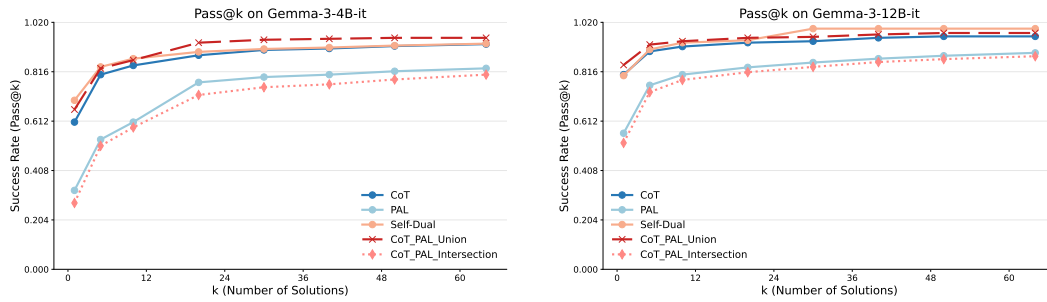 Pass@k on Gemma-3-4B-it
Success Rate (Pass@k)
1.020
0.816
0.612
0.408
0.204
0.000
CoT
PAL
Self-Dual
CoT_PAL_Union
CoT_PAL_Intersection
0 12 24 36 48 60
k (Number of Solutions)
Pass@k on Gemma-3-12B-it
Success Rate (Pass@k)
1.020
0.816
0.612
0.408
0.204
0.000
CoT
PAL
Self-Dual
CoT_PAL_Union
CoT_PAL_Intersection
0 12 24 36 48 60
k (Number of Solutions)